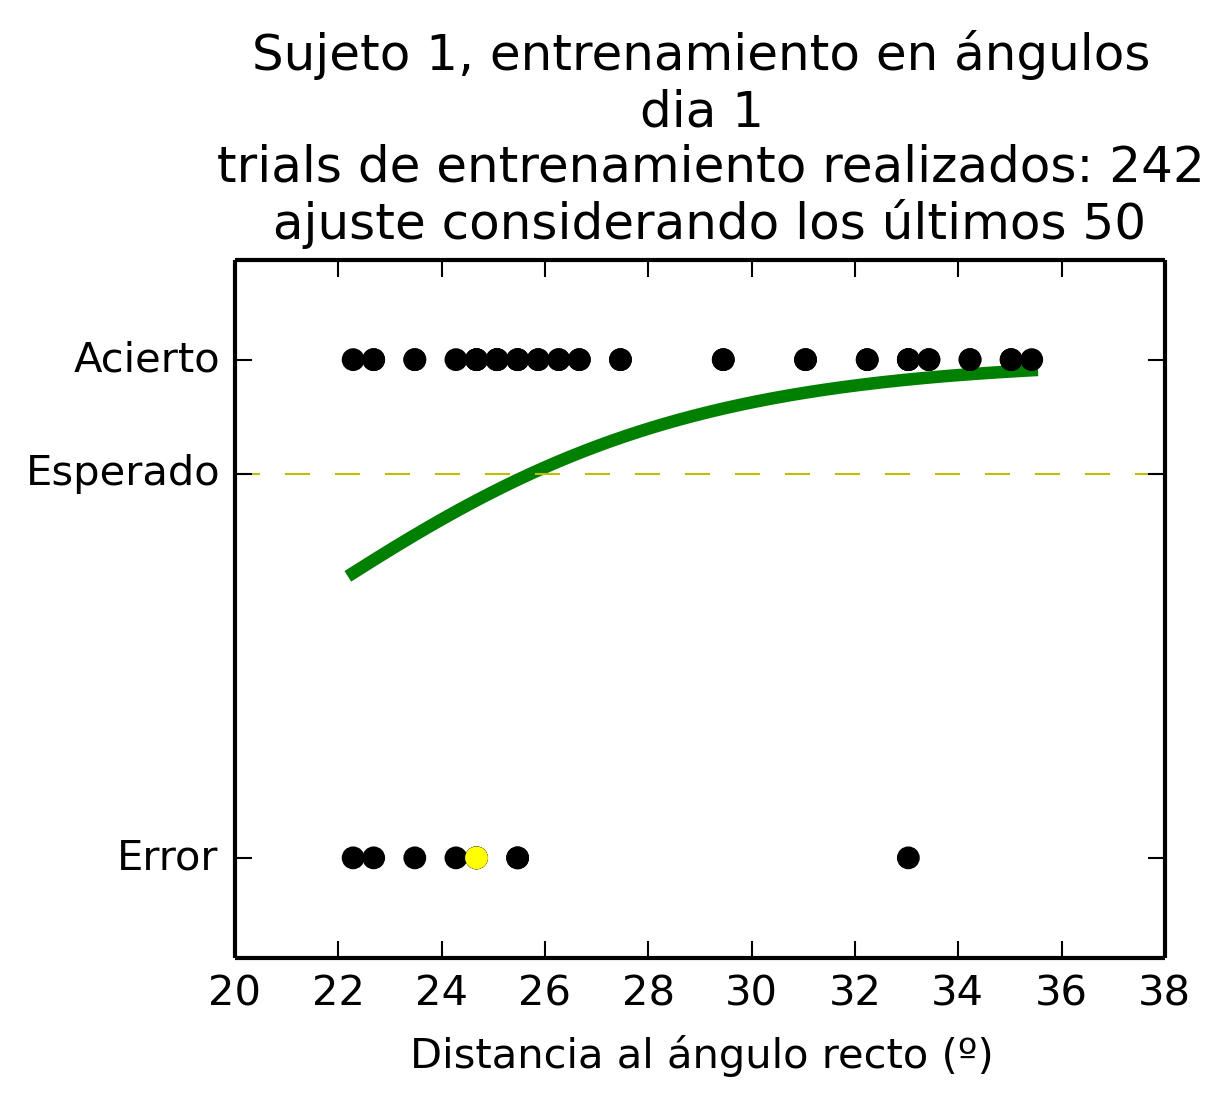 Sujeto 1, entrenamiento en ángulos
dia 1
trials de entrenamiento realizados: 242
ajuste considerando los últimos 50
Acierto
Esperado
Error
20 22 24 26 28 30 32 34 36 38
Distancia al ángulo recto (º)